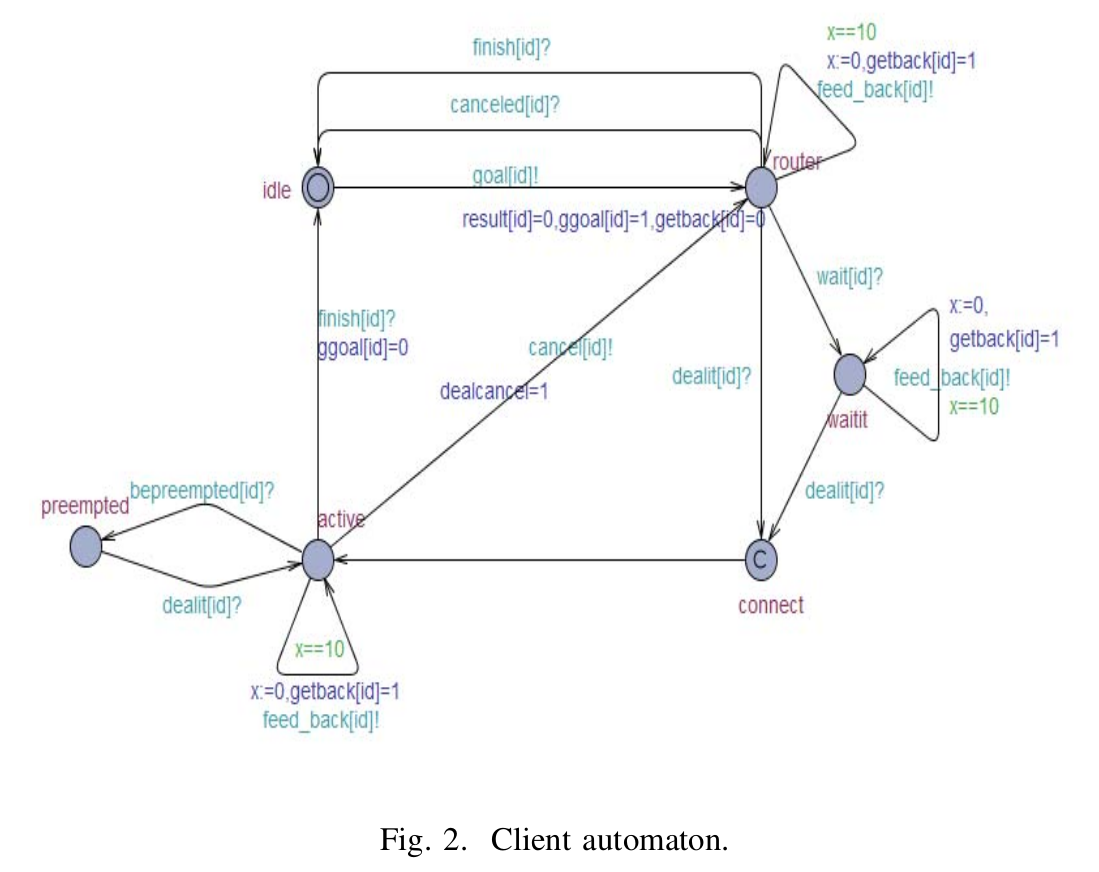 finish[id]?
x==10
x:=0,getback[id]=1
feed_back[id]!
canceled[id]?
router
idle
goal[id]!
result[id]=0,ggoal[id]=1,getback[id]=0
wait[id]?
x:=0,
getback[id]=1
feed_back[id]!
x==10
finish[id]?
ggoal[id]=0
cancel[id]!
dealcancel=1
dealit[id]?
waitit
dealit[id]?
preempted
bepreempted[id]?
active
C
dealit[id]?
connect
x==10
x:=0,getback[id]=1
feed_back[id]!
Fig. 2. Client automaton.